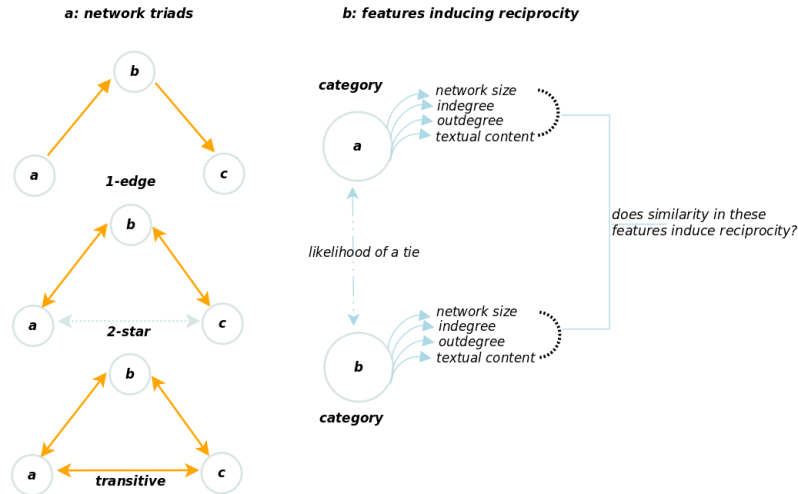 a: network triads
b
a
c
1-edge
b
a
c
2-star
b
a
c
transitive
b: features inducing reciprocity
category
network size
indegree
outdegree
textual content
a
likelihood of a tie
does similarity in these
features induce reciprocity?
network size
indegree
outdegree
textual content
b
category